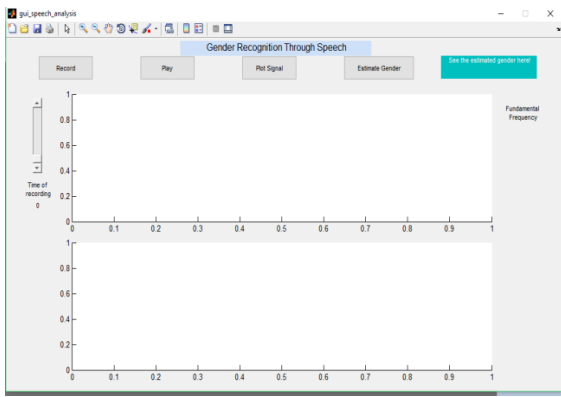 gui_speech_analysis
Gender Recognition Through Speech
Record
Play
Plot Signal
Estimate Gender
See the estimated gender here!
Fundamental
Frequency
Time of
recording
0
1
0.8
0.6
0.4
0.2
0
0 0.1 0.2 0.3 0.4 0.5 0.6 0.7 0.8 0.9 1
1
0.8
0.6
0.4
0.2
0
0 0.1 0.2 0.3 0.4 0.5 0.6 0.7 0.8 0.9 1